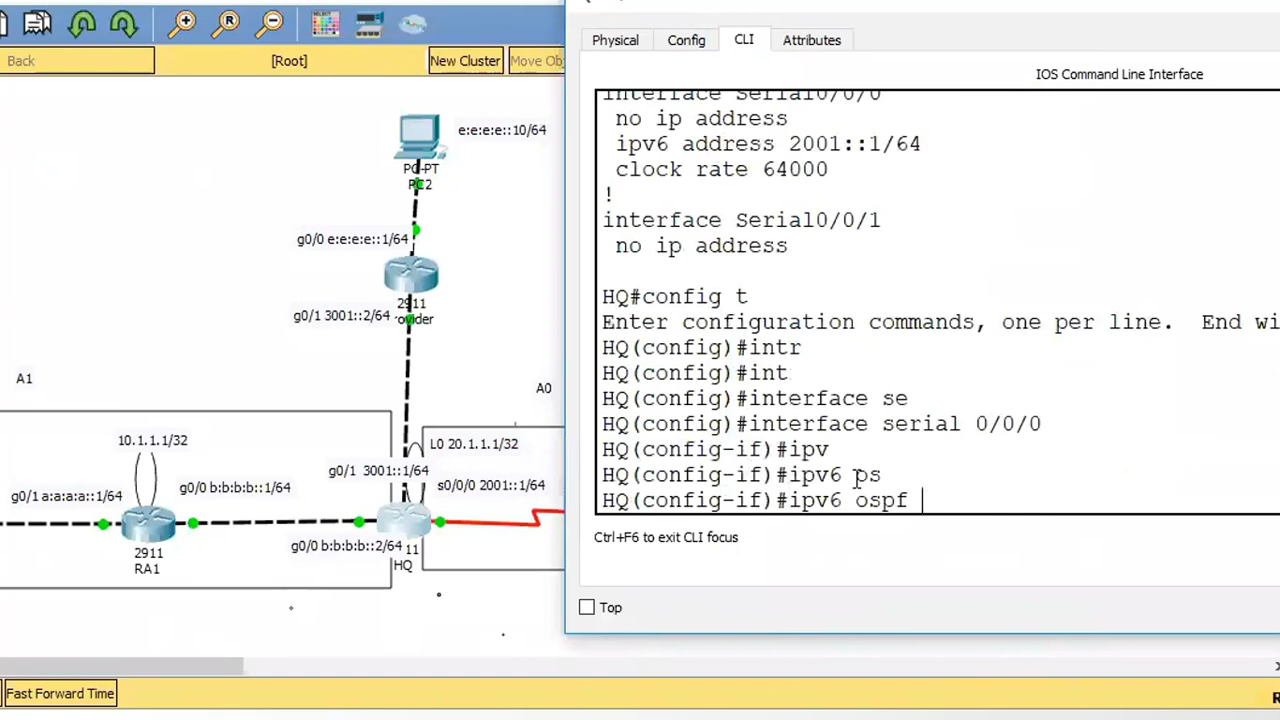 Back
[Root]
New Cluster
Move Ob
e:e:e:e::10/64
PC-PT
PC2
g0/0 e:e:e:e::1/64
2911
g0/1 3001::2/64
ovider
A1
A0
10.1.1.1/32
L0 20.1.1.1/32
g0/1 3001::1/64
g0/1 a:a:a:a::1/64
g0/0 b:b:b:b::1/64
s0/0/0 2001::1/64
2911
RA1
g0/0 b:b:b:b::2/64
11
HQ
Fast Forward Time
Physical
Config
CLI
Attributes
IOS Command Line Interface
interface Serial0/0/0
no ip address
ipv6 address 2001::1/64
clock rate 64000
!
interface Serial0/0/1
no ip address
HQ#config t
Enter configuration commands, one per line. End wi
HQ(config)#intr
HQ(config)#int
HQ(config)#interface se
HQ(config)#interface serial 0/0/0
HQ(config-if)#ipv
HQ(config-if)#ipv6 ps
HQ(config-if)#ipv6 ospf
Ctrl+F6 to exit CLI focus
Top
R